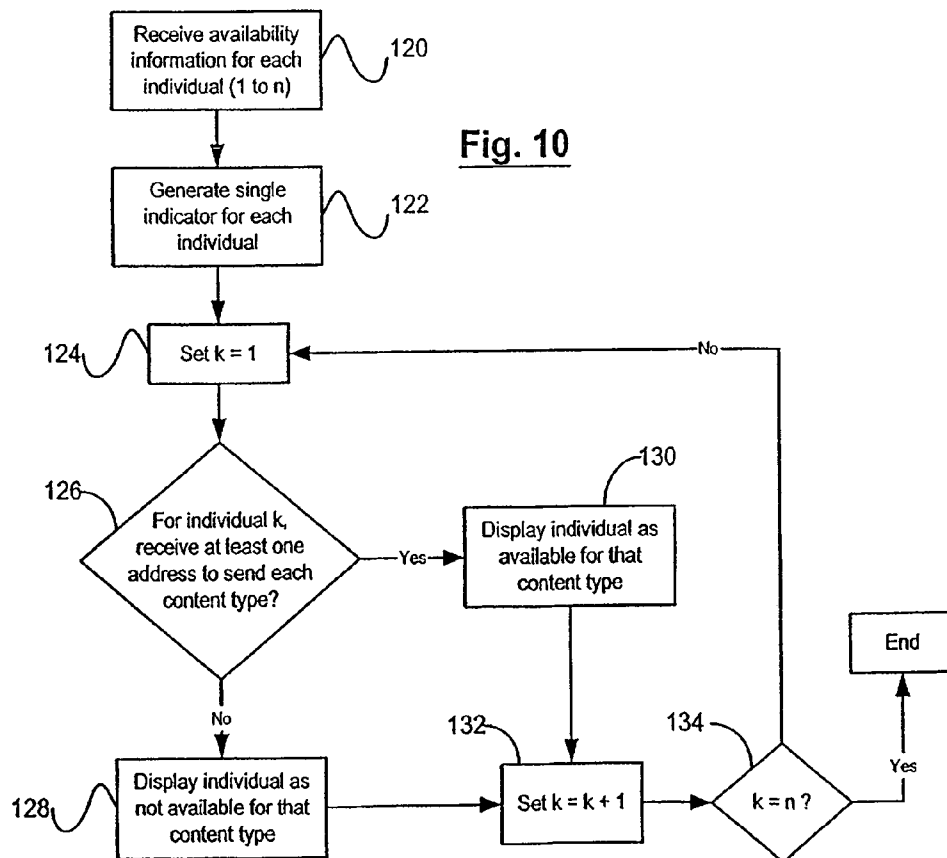 Receive availability
information for each
individual (1 to n)
120
Fig. 10
Generate single
indicator for each
individual
122
124
Set k = 1
No
126
For individual k,
receive at least one
address to send each
content type?
Yes
130
Display individual as
available for that
content type
End
No
128
Display individual as
not available for that
content type
132
Set k = k + 1
134
k = n ?
Yes